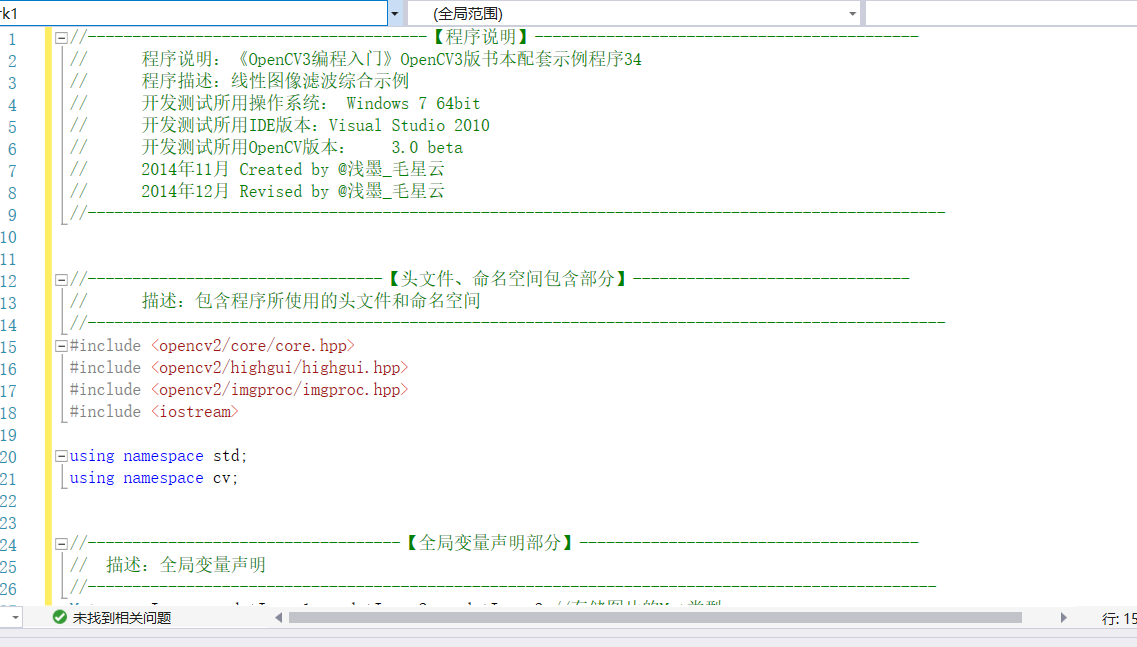 rk1
(全局范围)
1 //--------------------------------------【程序说明】-------------------------------------------
2 //		程序说明：《OpenCV3编程入门》OpenCV3版书本配套示例程序34
3 //		程序描述：线性图像滤波综合示例
4 //		开发测试所用操作系统： Windows 7 64bit
5 //		开发测试所用IDE版本：Visual Studio 2010
6 //		开发测试所用OpenCV版本：	3.0 beta
7 //		2014年11月 Created by @浅墨_毛星云
8 //		2014年12月 Revised by @浅墨_毛星云
9 //------------------------------------------------------------------------------------------------
10
11
12 //---------------------------------【头文件、命名空间包含部分】-------------------------------
13 //		描述：包含程序所使用的头文件和命名空间
14 //------------------------------------------------------------------------------------------------
15 #include <opencv2/core/core.hpp>
16 #include <opencv2/highgui/highgui.hpp>
17 #include <opencv2/imgproc/imgproc.hpp>
18 #include <iostream>
19
20 using namespace std;
21 using namespace cv;
22
23
24 //-----------------------------------【全局变量声明部分】--------------------------------------
25 //	描述：全局变量声明
26 //-----------------------------------------------------------------------------------------------
未找到相关问题
行: 15